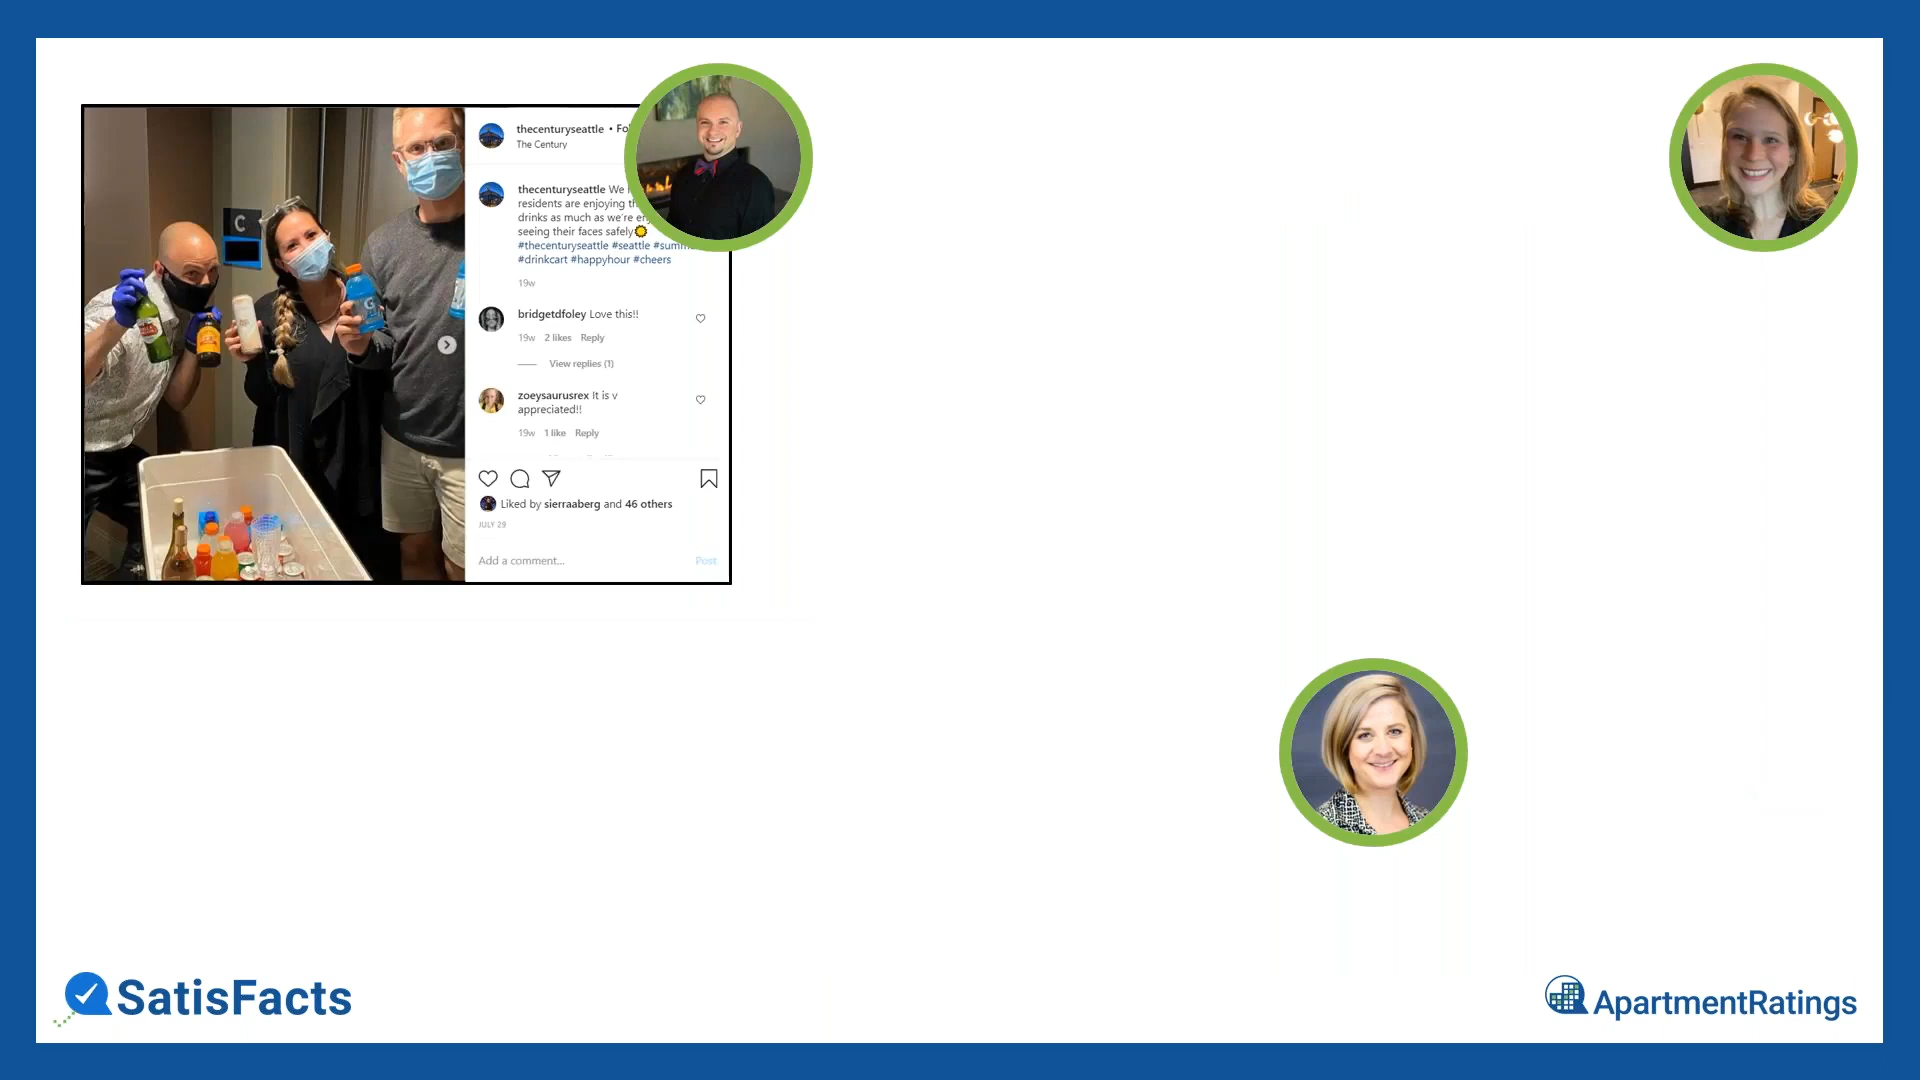 thecenturyseattle • Fo
The Century
thecenturyseattle We
residents are enjoying
drinks as much as we're
seeing their faces safely
#thecenturyseattle #seattle
#drinkcart #happyhour #cheers
19w
bridgetdfoley Love this!!
19w 2 likes Reply
View replies (1)
zoeysaurusrex It is v
appreciated!!
19w 1 like Reply
Liked by sierraaberg and 46 others
JULY 29
Add a comment... Post
C
G
SatisFacts
ApartmentRatings